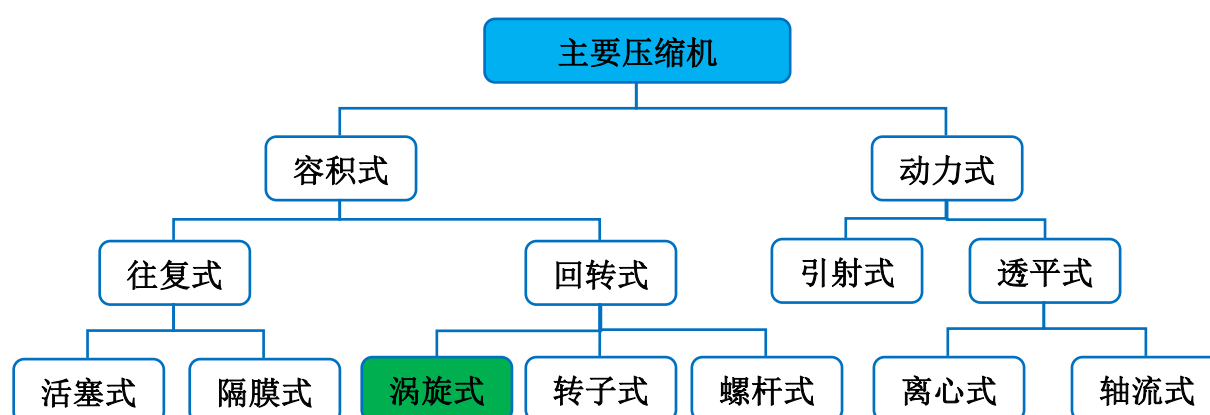 主要压缩机
容积式
动力式
往复式
回转式
引射式
透平式
活塞式
隔膜式
涡旋式
转子式
螺杆式
离心式
轴流式